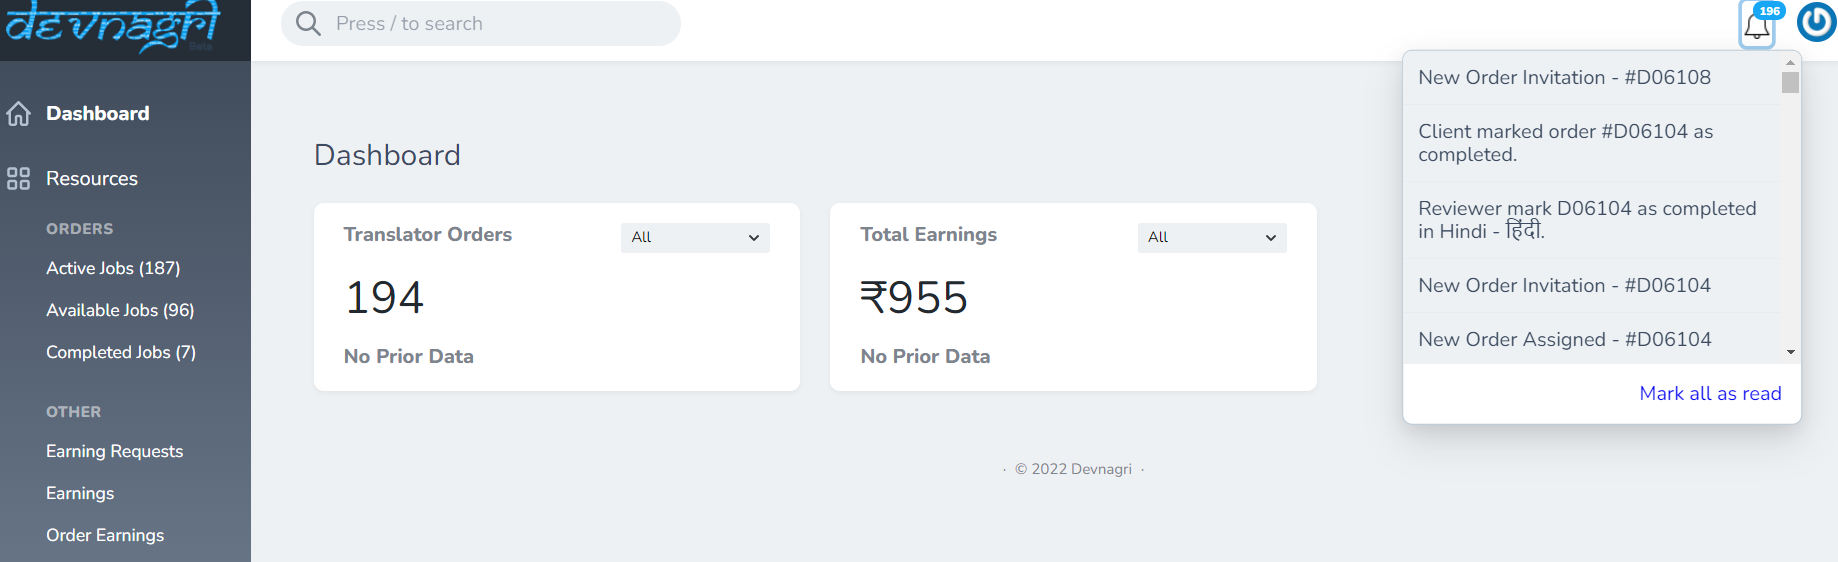 devnagri
Beta
Press / to search
196
Dashboard
Resources
ORDERS
Active Jobs (187)
Available Jobs (96)
Completed Jobs (7)
OTHER
Earning Requests
Earnings
Order Earnings
Dashboard
Translator Orders
All
194
No Prior Data
Total Earnings
All
₹955
No Prior Data
New Order Invitation - #D06108
Client marked order #D06104 as
completed.
Reviewer mark D06104 as completed
in Hindi - हिंदी.
New Order Invitation - #D06104
New Order Assigned - #D06104
Mark all as read
· © 2022 Devnagri ·